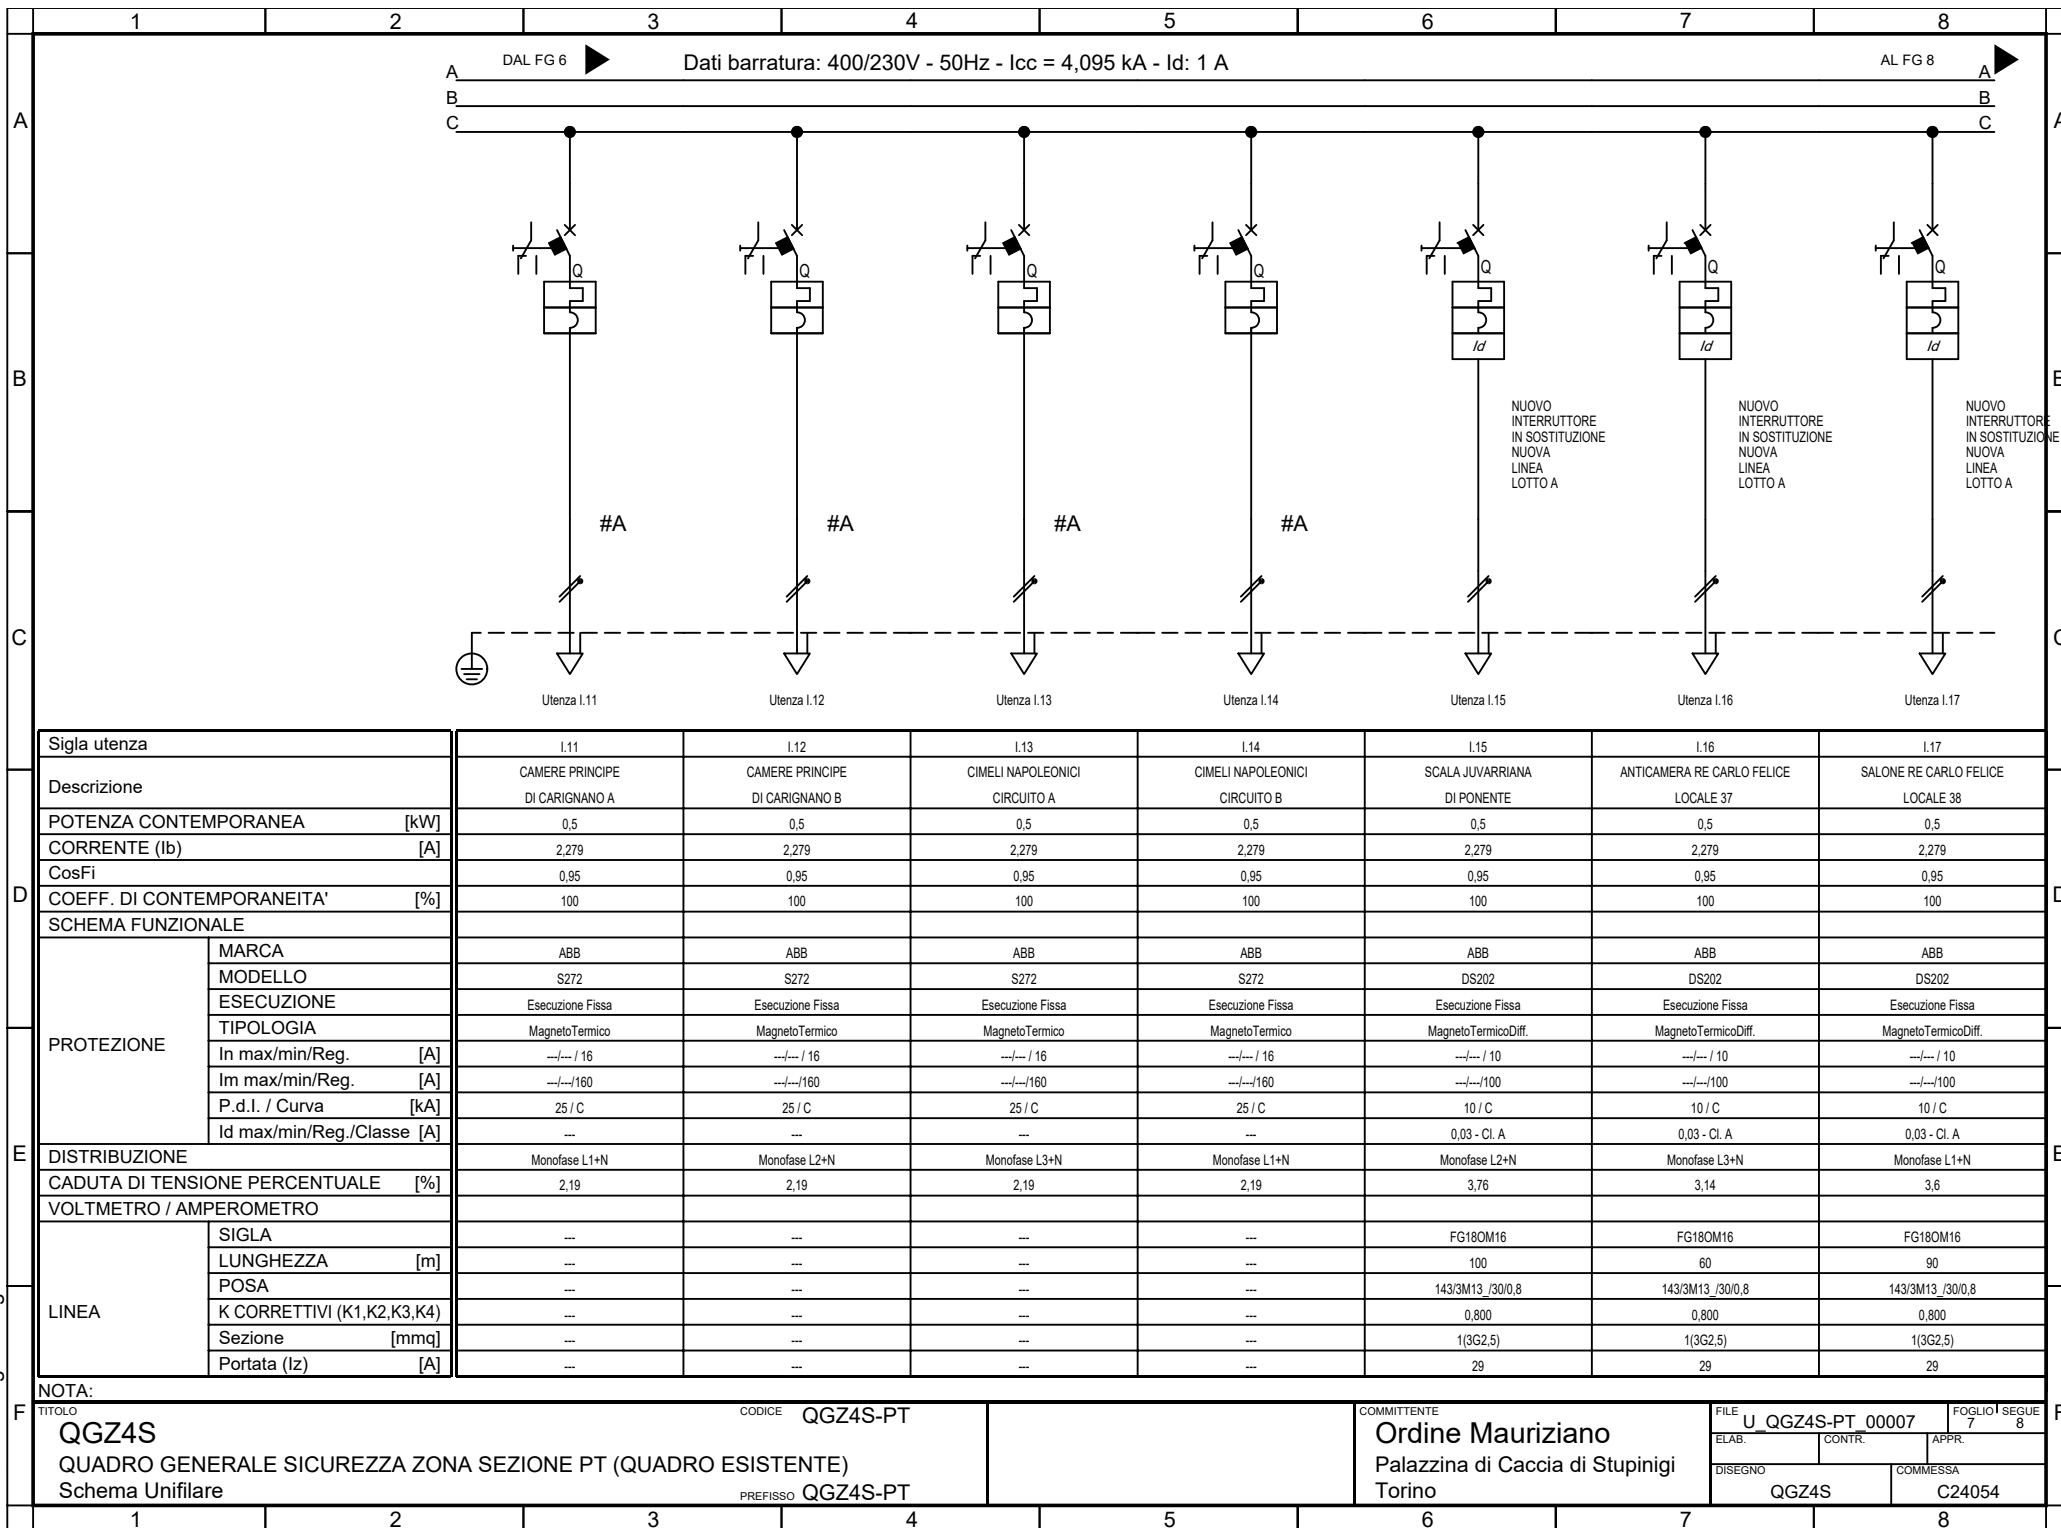 1 2 3 4 5 6 7 8
DAL FG 6 Dati barratura: 400/230V - 50Hz - Icc = 4,095 kA - Id: 1 A AL FG 8
A A
B B
C C
A
Q Q Q Q Q Q Q
Id Id Id
B
NUOVO NUOVO NUOVO
INTERRUTTORE INTERRUTTORE INTERRUTTORE
IN SOSTITUZIONE IN SOSTITUZIONE IN SOSTITUZIONE
NUOVA NUOVA NUOVA
LINEA LINEA LINEA
LOTTO A LOTTO A LOTTO A
#A #A #A #A
C
Utenza I.11 Utenza I.12 Utenza I.13 Utenza I.14 Utenza I.15 Utenza I.16 Utenza I.17
Sigla utenza I.11 I.12 I.13 I.14 I.15 I.16 I.17
Descrizione CAMERE PRINCIPE CAMERE PRINCIPE CIMELI NAPOLEONICI CIMELI NAPOLEONICI SCALA JUVARRIANA ANTICAMERA RE CARLO FELICE SALONE RE CARLO FELICE
DI CARIGNANO A DI CARIGNANO B CIRCUITO A CIRCUITO B DI PONENTE LOCALE 37 LOCALE 38
POTENZA CONTEMPORANEA [kW] 0,5 0,5 0,5 0,5 0,5 0,5 0,5
CORRENTE (Ib) [A] 2,279 2,279 2,279 2,279 2,279 2,279 2,279
CosFi 0,95 0,95 0,95 0,95 0,95 0,95 0,95
D
COEFF. DI CONTEMPORANEITA' [%] 100 100 100 100 100 100 100
SCHEMA FUNZIONALE
PROTEZIONE
MARCA ABB ABB ABB ABB ABB ABB ABB
MODELLO S272 S272 S272 S272 DS202 DS202 DS202
ESECUZIONE Esecuzione Fissa Esecuzione Fissa Esecuzione Fissa Esecuzione Fissa Esecuzione Fissa Esecuzione Fissa Esecuzione Fissa
TIPOLOGIA MagnetoTermico MagnetoTermico MagnetoTermico MagnetoTermico MagnetoTermicoDiff. MagnetoTermicoDiff. MagnetoTermicoDiff.
In max/min/Reg. [A] ---/--- / 16 ---/--- / 16 ---/--- / 16 ---/--- / 16 ---/--- / 10 ---/--- / 10 ---/--- / 10
Im max/min/Reg. [A] ---/---/160 ---/---/160 ---/---/160 ---/---/160 ---/---/100 ---/---/100 ---/---/100
P.d.I. / Curva [kA] 25 / C 25 / C 25 / C 25 / C 10 / C 10 / C 10 / C
Id max/min/Reg./Classe [A] --- --- --- --- 0,03 - Cl. A 0,03 - Cl. A 0,03 - Cl. A
E
DISTRIBUZIONE Monofase L1+N Monofase L2+N Monofase L3+N Monofase L1+N Monofase L2+N Monofase L3+N Monofase L1+N
CADUTA DI TENSIONE PERCENTUALE [%] 2,19 2,19 2,19 2,19 3,76 3,14 3,6
VOLTMETRO / AMPEROMETRO
LINEA
SIGLA --- --- --- --- FG18OM16 FG18OM16 FG18OM16
LUNGHEZZA [m] --- --- --- --- 100 60 90
POSA --- --- --- --- 143/3M13_/30/0,8 143/3M13_/30/0,8 143/3M13_/30/0,8
K CORRETTIVI (K1,K2,K3,K4) --- --- --- --- 0,800 0,800 0,800
Sezione [mmq] --- --- --- --- 1(3G2,5) 1(3G2,5) 1(3G2,5)
Portata (Iz) [A] --- --- --- --- 29 29 29
NOTA:
F
TITOLO CODICE QGZ4S-PT
QGZ4S
QUADRO GENERALE SICUREZZA ZONA SEZIONE PT (QUADRO ESISTENTE)
Schema Unifilare PREFISSO QGZ4S-PT
COMMITTENTE
Ordine Mauriziano
Palazzina di Caccia di Stupinigi
Torino
FILE U_QGZ4S-PT_00007 FOGLIO 7 SEGUE 8
ELAB. CONTR. APPR.
DISEGNO QGZ4S COMMESSA C24054
1 2 3 4 5 6 7 8